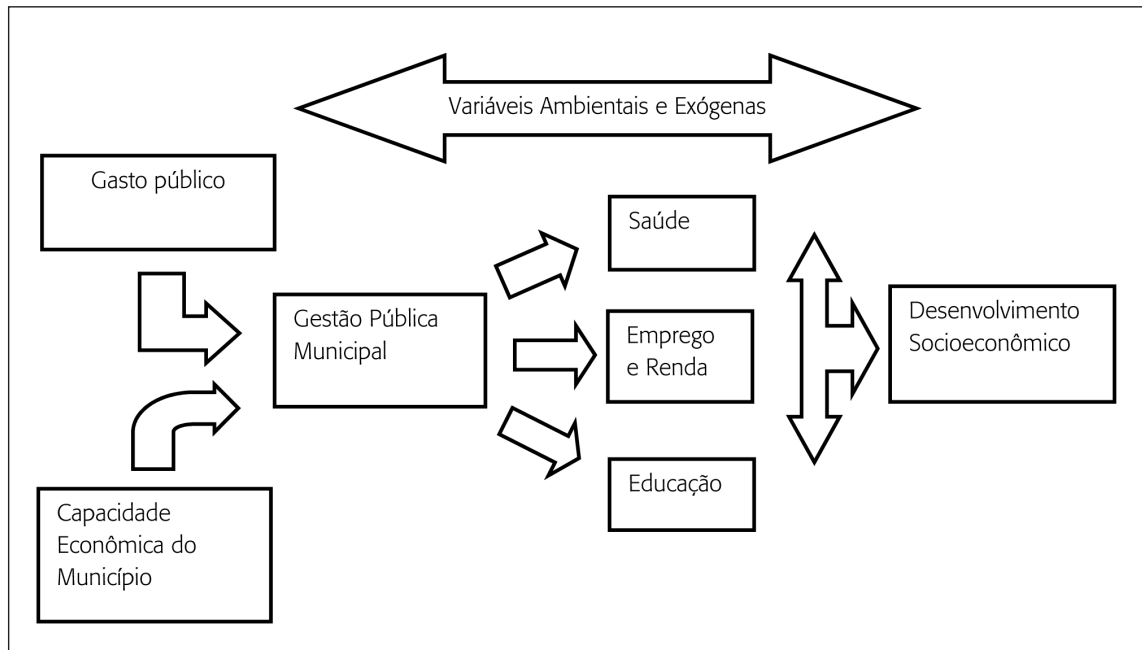 Variáveis Ambientais e Exógenas
Gasto público
Capacidade
Econômica do
Município
Gestão Pública
Municipal
Saúde
Emprego
e Renda
Educação
Desenvolvimento
Socioeconômico